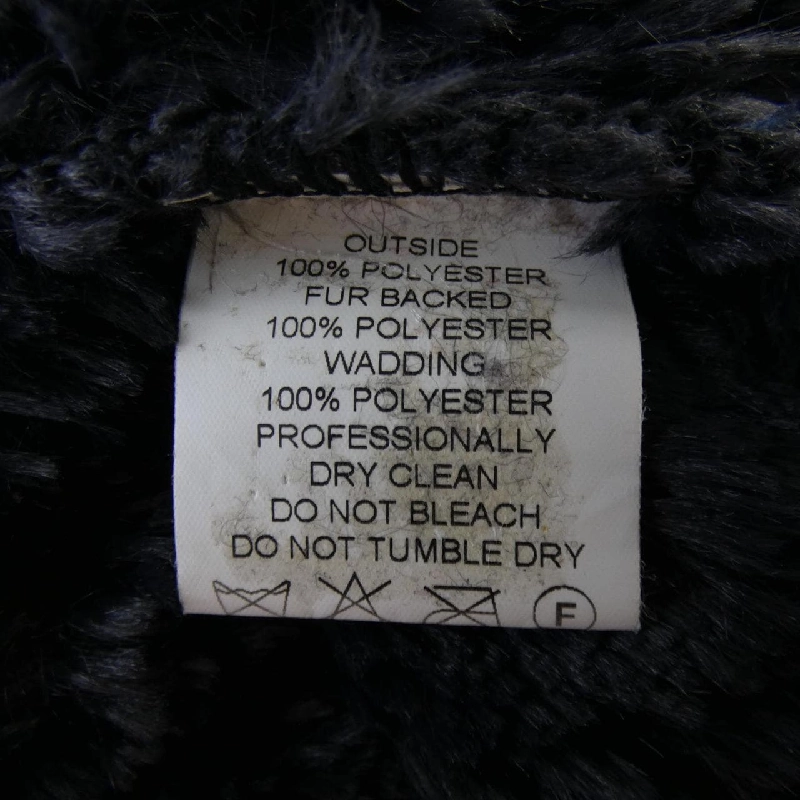 OUTSIDE
100% POLYESTER
FUR BACKED
100% POLYESTER
WADDING
100% POLYESTER
PROFESSIONALLY
DRY CLEAN
DO NOT BLEACH
DO NOT TUMBLE DRY
F